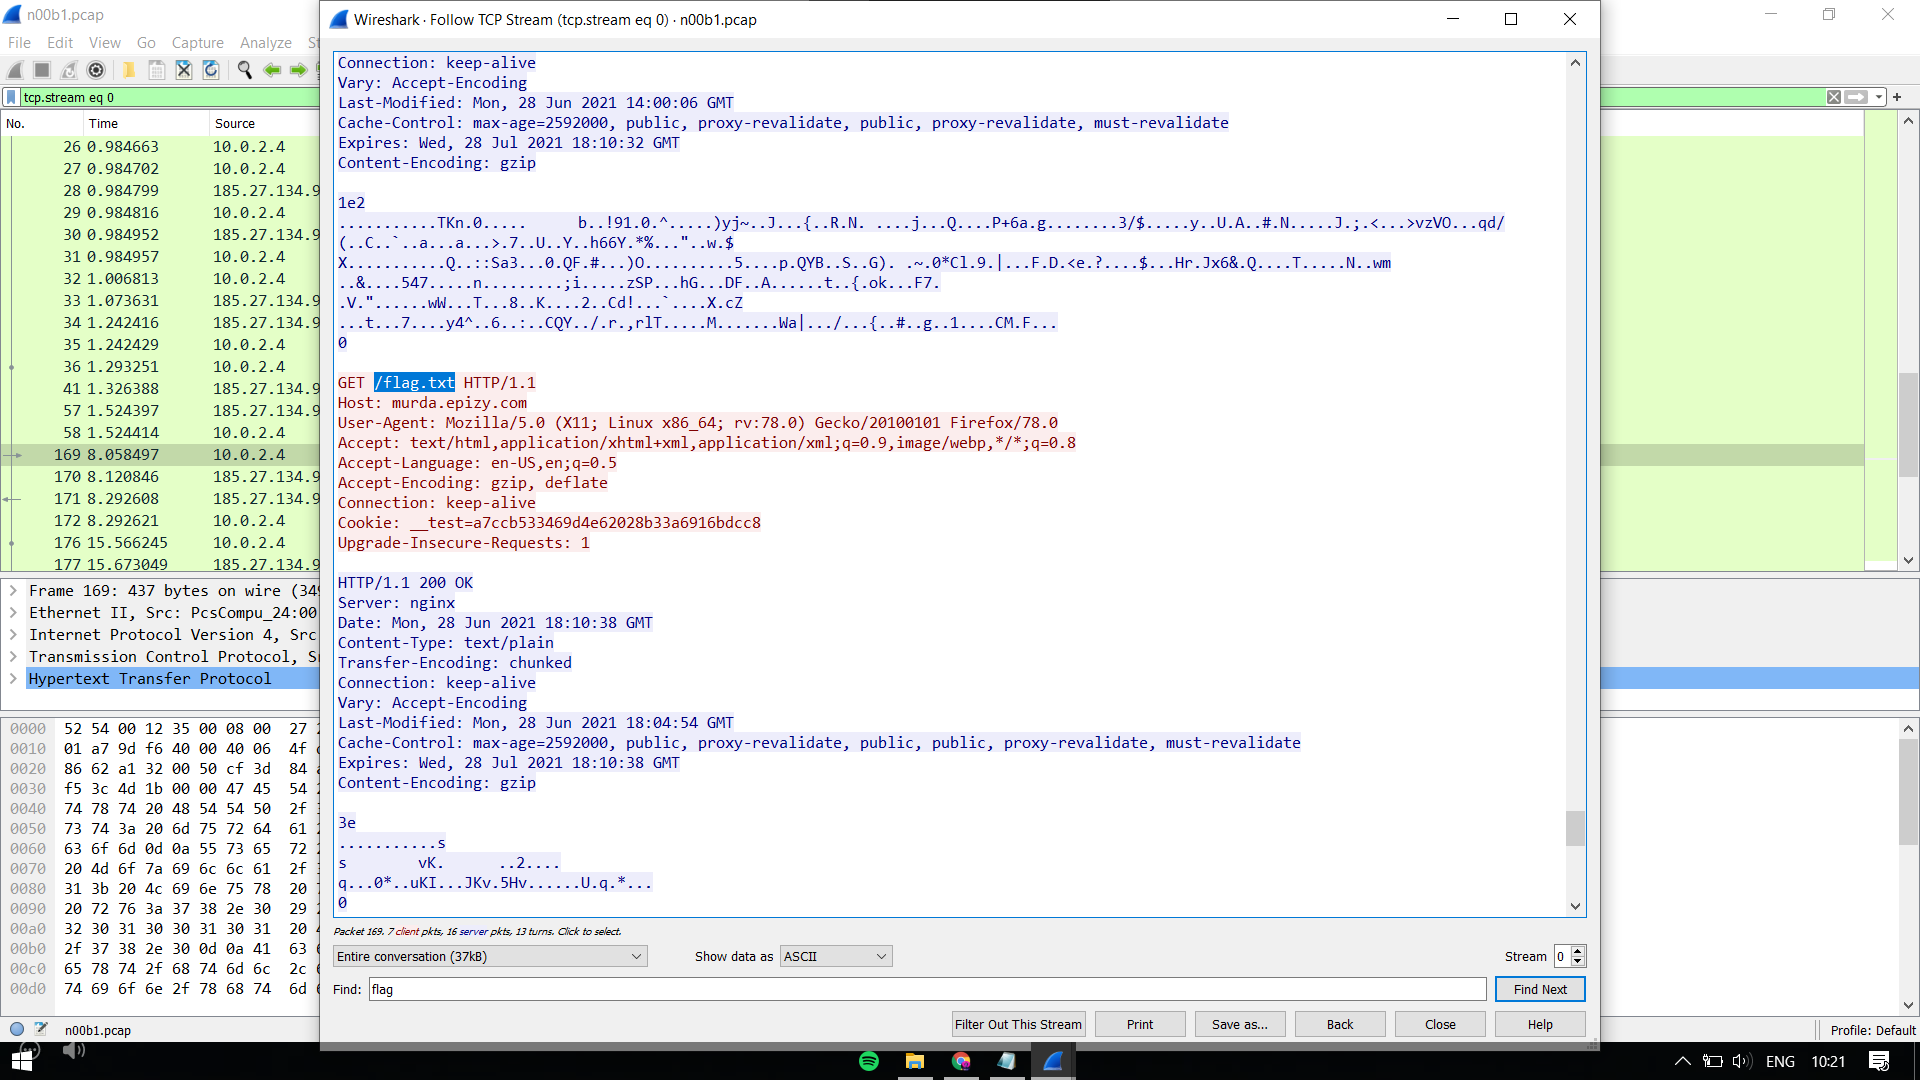 n00b1.pcap
File Edit View Go Capture Analyze St
tcp.stream eq 0
No. Time Source
26 0.984663 10.0.2.4
27 0.984702 10.0.2.4
28 0.984799 185.27.134.9
29 0.984816 10.0.2.4
30 0.984952 185.27.134.9
31 0.984957 10.0.2.4
32 1.006813 10.0.2.4
33 1.073631 185.27.134.9
34 1.242416 185.27.134.9
35 1.242429 10.0.2.4
36 1.293251 10.0.2.4
41 1.326388 185.27.134.9
57 1.524397 185.27.134.9
58 1.524414 10.0.2.4
169 8.058497 10.0.2.4
170 8.120846 185.27.134.9
171 8.292608 185.27.134.9
172 8.292621 10.0.2.4
176 15.566245 10.0.2.4
177 15.673049 185.27.134.9
Frame 169: 437 bytes on wire (349
Ethernet II, Src: PcsCompu_24:00
Internet Protocol Version 4, Src
Transmission Control Protocol, Sr
Hypertext Transfer Protocol
0000 52 54 00 12 35 00 08 00 27
0010 01 a7 9d f6 40 00 40 06 4f
0020 86 62 a1 32 00 50 cf 3d 84
0030 f5 3c 4d 1b 00 00 47 45 54
0040 74 78 74 20 48 54 54 50 2f
0050 73 74 3a 20 6d 75 72 64 61
0060 63 6f 6d 0d 0a 55 73 65 72
0070 20 4d 6f 7a 69 6c 6c 61 2f
0080 31 3b 20 4c 69 6e 75 78 20
0090 20 72 76 3a 37 38 2e 30 29
00a0 32 30 31 30 30 31 30 31 20
00b0 2f 37 38 2e 30 0d 0a 41 63
00c0 65 78 74 2f 68 74 6d 6c 2c
00d0 74 69 6f 6e 2f 78 68 74 6d
n00b1.pcap
Profile: Default
Wireshark · Follow TCP Stream (tcp.stream eq 0) · n00b1.pcap
Connection: keep-alive
Vary: Accept-Encoding
Last-Modified: Mon, 28 Jun 2021 14:00:06 GMT
Cache-Control: max-age=2592000, public, proxy-revalidate, public, proxy-revalidate, must-revalidate
Expires: Wed, 28 Jul 2021 18:10:32 GMT
Content-Encoding: gzip
1e2
...........TKn.0..... b..!91.0.^.....)yj~..J...{..R.N. ....j...Q....P+6a.g........3/$.....y..U.A..#.N.....J.;.<...>vzVO...qd/
(..C..`..a...a...>.7..U..Y..h66Y.*%..."..w.$
X...........Q..::Sa3...0.QF.#...)O..........5....p.QYB..S..G). .~.0*Cl.9.|...F.D.<e.?....$...Hr.Jx6&.Q....T.....N..wm
..&....547.....n.........;i.....zSP...hG...DF..A......t..{.ok...F7.
.V."......wW...T...8..K....2..Cd!...`....X.cZ
...t...7....y4^..6..:..CQY../.r.,rlT.....M.......Wa|.../...{..#..g..1....CM.F...
0
GET /flag.txt HTTP/1.1
Host: murda.epizy.com
User-Agent: Mozilla/5.0 (X11; Linux x86_64; rv:78.0) Gecko/20100101 Firefox/78.0
Accept: text/html,application/xhtml+xml,application/xml;q=0.9,image/webp,*/*;q=0.8
Accept-Language: en-US,en;q=0.5
Accept-Encoding: gzip, deflate
Connection: keep-alive
Cookie: __test=a7ccb533469d4e62028b33a6916bdcc8
Upgrade-Insecure-Requests: 1
HTTP/1.1 200 OK
Server: nginx
Date: Mon, 28 Jun 2021 18:10:38 GMT
Content-Type: text/plain
Transfer-Encoding: chunked
Connection: keep-alive
Vary: Accept-Encoding
Last-Modified: Mon, 28 Jun 2021 18:04:54 GMT
Cache-Control: max-age=2592000, public, proxy-revalidate, public, public, proxy-revalidate, must-revalidate
Expires: Wed, 28 Jul 2021 18:10:38 GMT
Content-Encoding: gzip
3e
...........s
s vK. ..2....
q...0*..uKI...JKv.5Hv......U.q.*...
0
Packet 169. 7 client pkts, 16 server pkts, 13 turns. Click to select.
Entire conversation (37kB) Show data as ASCII Stream 0
Find: flag Find Next
Filter Out This Stream Print Save as... Back Close Help
ENG 10:21